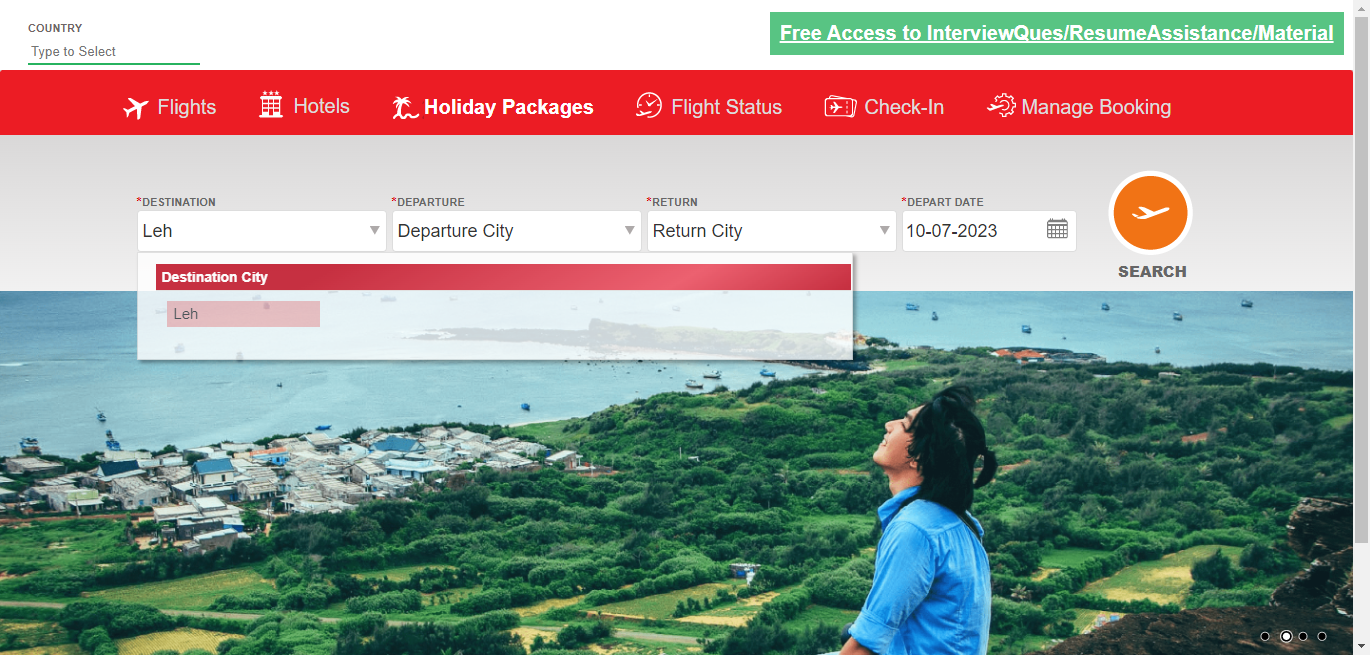 COUNTRY
Type to Select
Free Access to InterviewQues/ResumeAssistance/Material
Flights Hotels Holiday Packages Flight Status Check-In Manage Booking
*DESTINATION *DEPARTURE *RETURN *DEPART DATE
Leh Departure City Return City 10-07-2023
SEARCH
Destination City
Leh